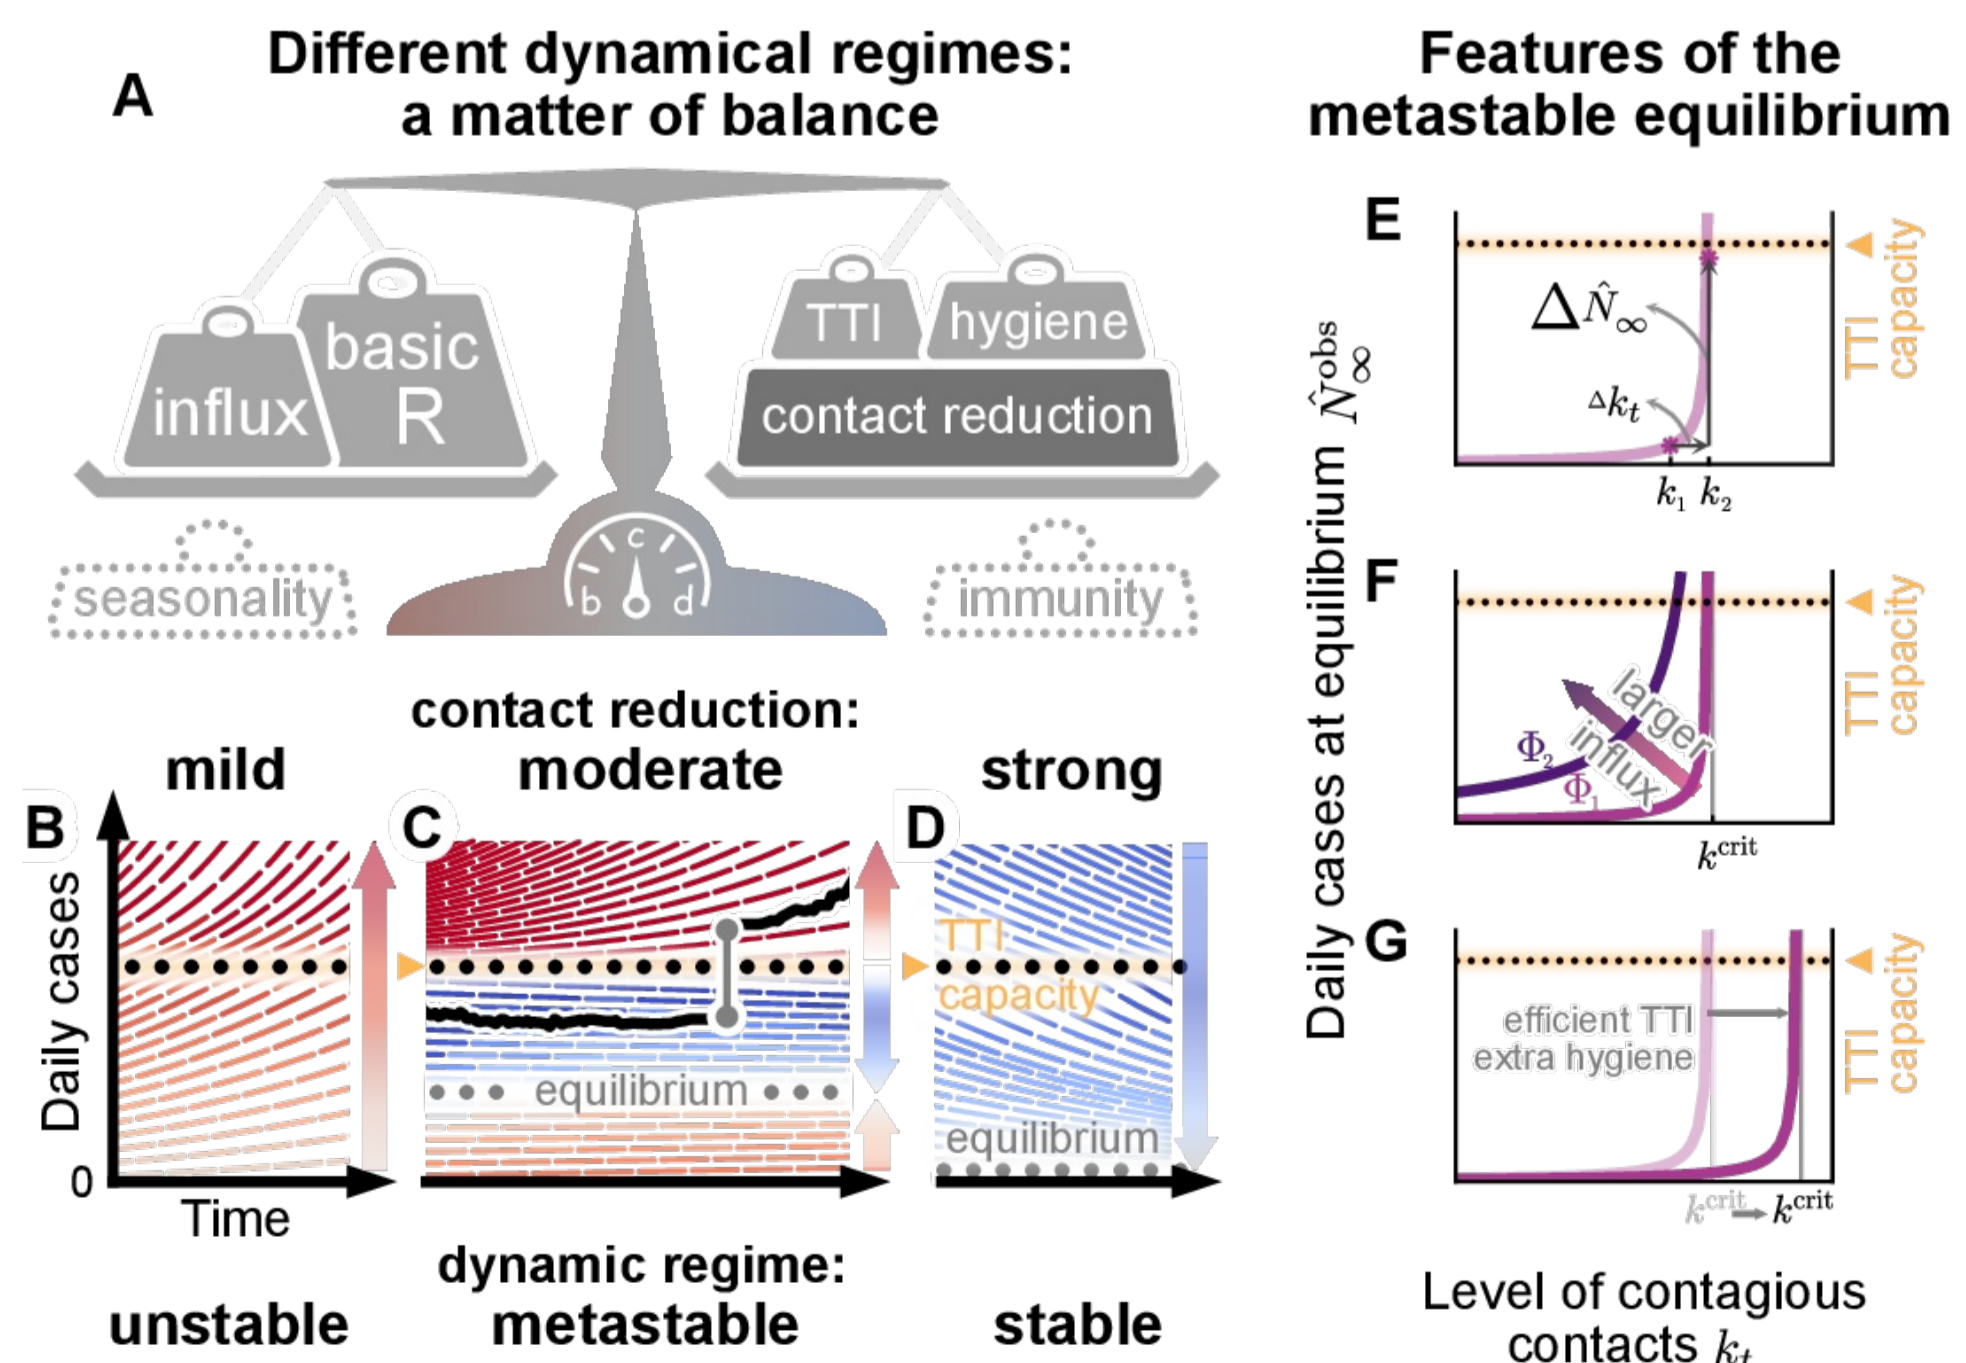 Different dynamical regimes:
a matter of balance
A
influx
basic
R
TTI
hygiene
contact reduction
seasonality
immunity
b
c
d
contact reduction:
mild
moderate
strong
B
C
D
Daily cases
0
Time
equilibrium
TTI
capacity
equilibrium
dynamic regime:
unstable
metastable
stable
Features of the
metastable equilibrium
Daily cases at equilibrium N̂∞obs
E
ΔN̂∞
Δkt
k1 k2
TTI
capacity
F
Φ2
Φ1
larger
influx
kcrit
TTI
capacity
G
efficient TTI
extra hygiene
kcrit
kcrit
TTI
capacity
Level of contagious
contacts kt